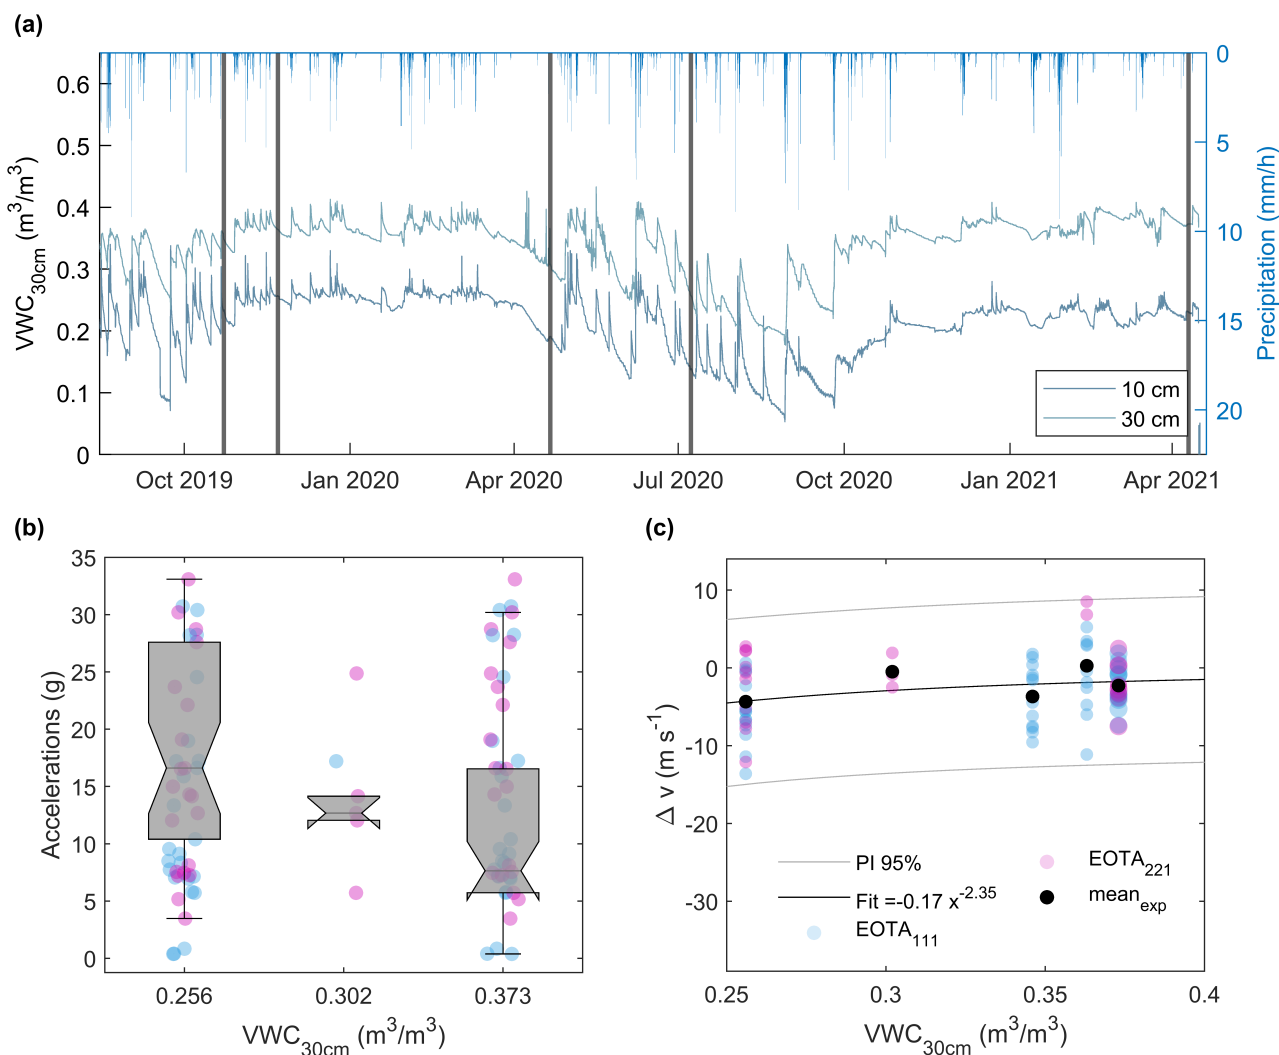 (a)
0.6
0.5
0.4
0.3
0.2
0.1
0
VWC30cm (m3/m3)
0
5
10
15
20
Precipitation (mm/h)
10 cm
30 cm
Oct 2019 Jan 2020 Apr 2020 Jul 2020 Oct 2020 Jan 2021 Apr 2021
(b)
35
30
25
20
15
10
5
0
Accelerations (g)
0.256 0.302 0.373
VWC30cm (m3/m3)
(c)
10
0
-10
-20
-30
Δ v (m s-1)
PI 95%
Fit =-0.17 x-2.35
EOTA111
EOTA221
meanexp
0.25 0.3 0.35 0.4
VWC30cm (m3/m3)